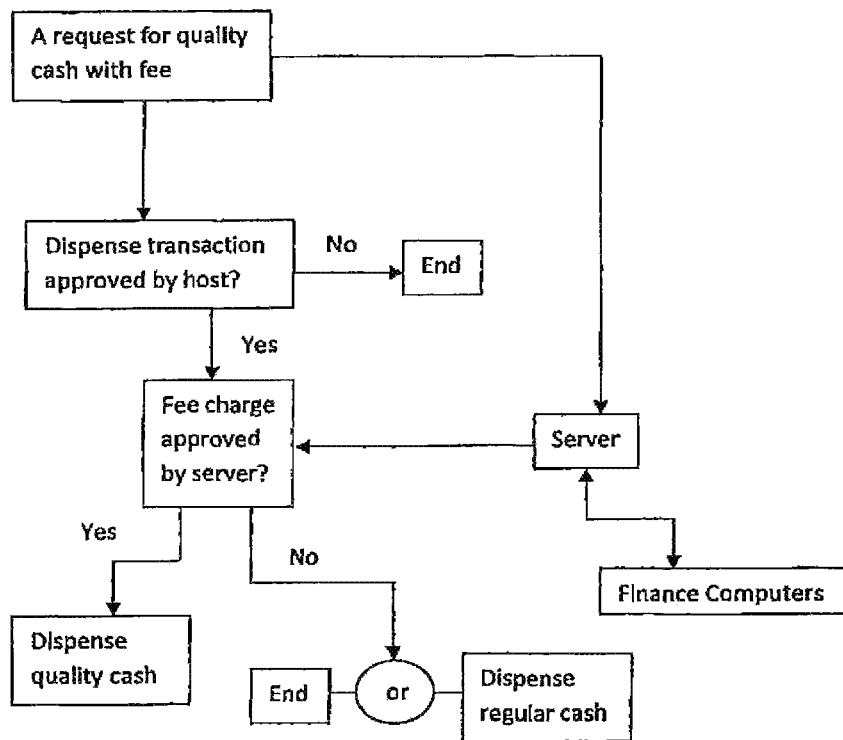 A request for quality
cash with fee
Dispense transaction
approved by host?
No
End
Yes
Fee charge
approved
by server?
Server
Yes
No
Finance Computers
Dispense
quality cash
End
or
Dispense
regular cash